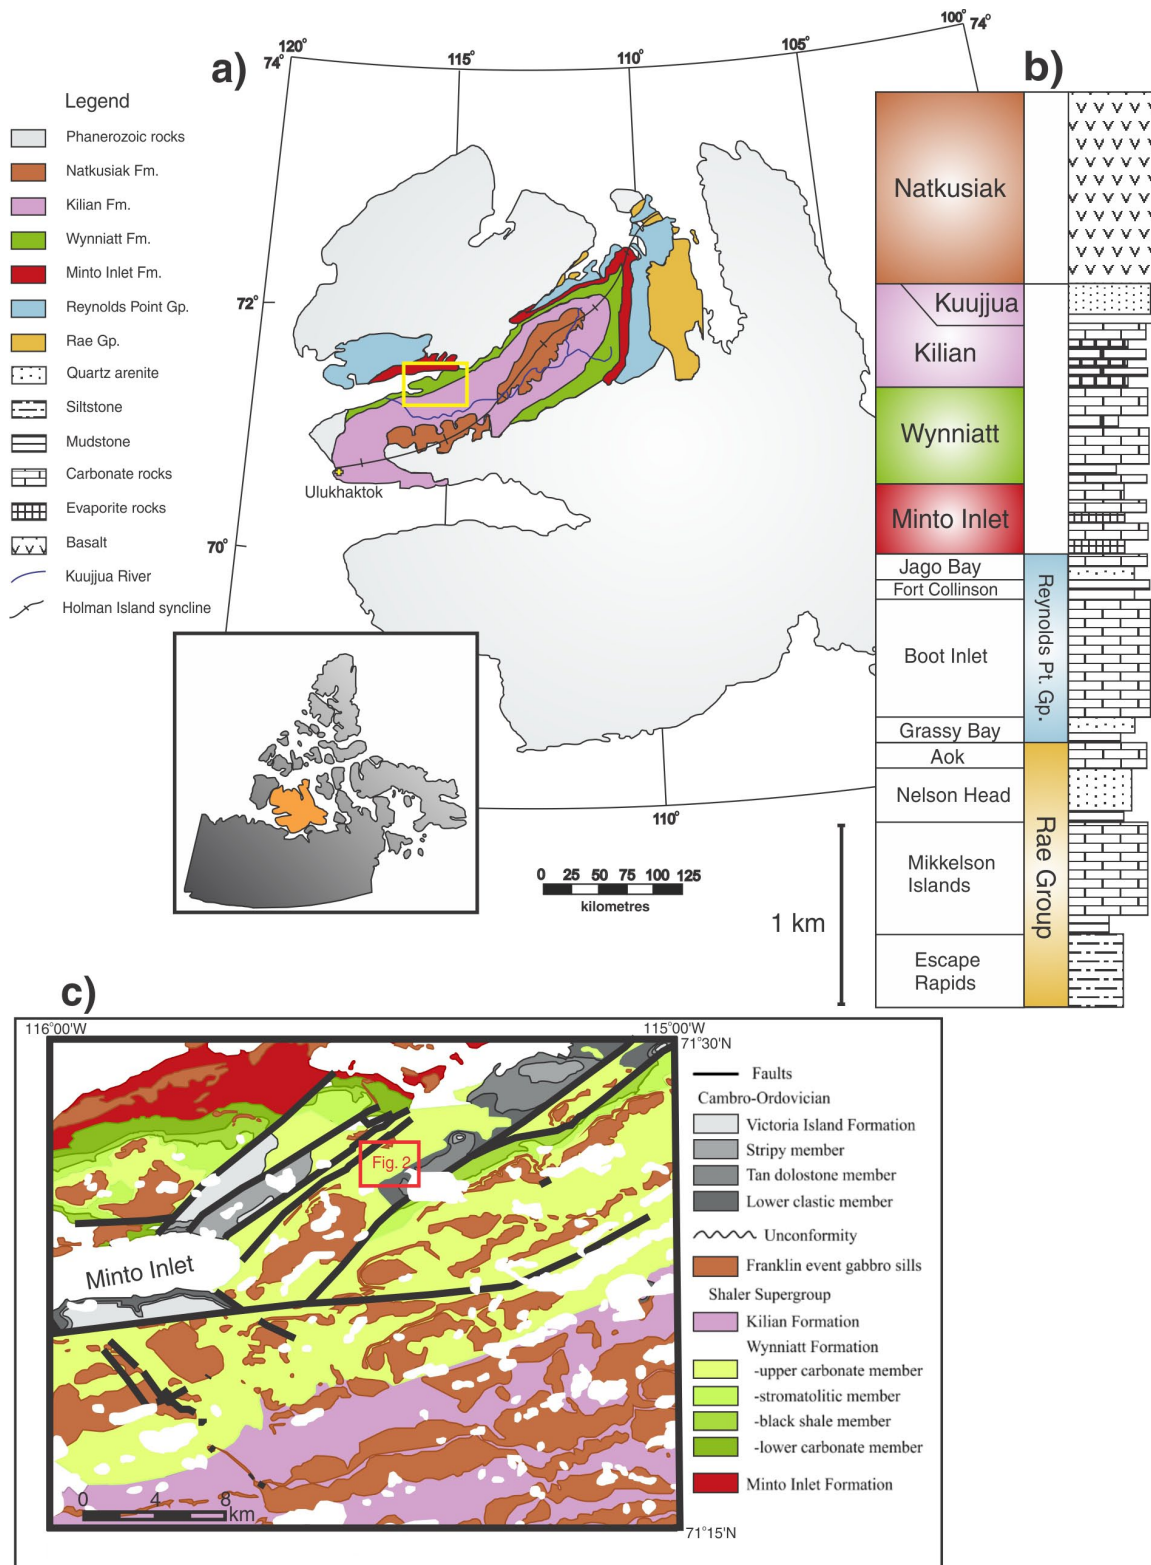 a)
120°
74°
115°
110°
105°
100°
74°
72°
70°
110°
Legend
Phanerozoic rocks
Natkusiak Fm.
Kilian Fm.
Wynniatt Fm.
Minto Inlet Fm.
Reynolds Point Gp.
Rae Gp.
Quartz arenite
Siltstone
Mudstone
Carbonate rocks
Evaporite rocks
Basalt
Kuujjua River
Holman Island syncline
Ulukhaktok
0 25 50 75 100 125
kilometres
b)
Natkusiak
Kuujjua
Kilian
Wynniatt
Minto Inlet
Jago Bay
Fort Collinson
Boot Inlet
Grassy Bay
Reynolds Pt. Gp.
Aok
Nelson Head
Mikkelson
Islands
Escape
Rapids
Rae Group
1 km
c)
116°00'W
115°00'W
71°30'N
71°15'N
Fig. 2
Minto Inlet
0 4 8
km
Faults
Cambro-Ordovician
Victoria Island Formation
Stripy member
Tan dolostone member
Lower clastic member
Unconformity
Franklin event gabbro sills
Shaler Supergroup
Kilian Formation
Wynniatt Formation
-upper carbonate member
-stromatolitic member
-black shale member
-lower carbonate member
Minto Inlet Formation